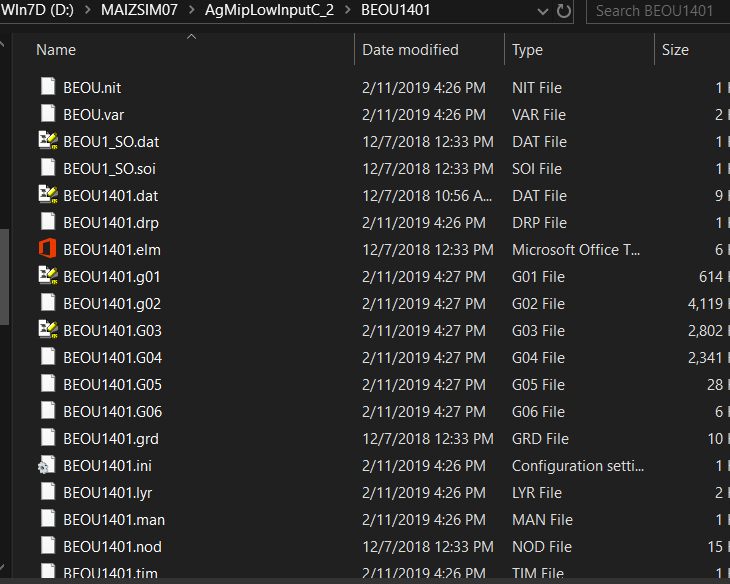 WIn7D (D:) > MAIZSIM07 > AgMipLowInputC_2 > BEOU1401 Search BEOU1401
Name Date modified Type Size
BEOU.nit 2/11/2019 4:26 PM NIT File 1
BEOU.var 2/11/2019 4:26 PM VAR File 2
BEOU1_SO.dat 12/7/2018 12:33 PM DAT File 1
BEOU1_SO.soi 12/7/2018 12:33 PM SOI File 1
BEOU1401.dat 12/7/2018 10:56 A... DAT File 9
BEOU1401.drp 2/11/2019 4:26 PM DRP File 1
BEOU1401.elm 12/7/2018 12:33 PM Microsoft Office T... 6
BEOU1401.g01 2/11/2019 4:27 PM G01 File 614
BEOU1401.g02 2/11/2019 4:27 PM G02 File 4,119
BEOU1401.G03 2/11/2019 4:27 PM G03 File 2,802
BEOU1401.G04 2/11/2019 4:27 PM G04 File 2,341
BEOU1401.G05 2/11/2019 4:27 PM G05 File 28
BEOU1401.G06 2/11/2019 4:26 PM G06 File 6
BEOU1401.grd 12/7/2018 12:33 PM GRD File 10
BEOU1401.ini 2/11/2019 4:26 PM Configuration setti... 1
BEOU1401.lyr 2/11/2019 4:26 PM LYR File 2
BEOU1401.man 2/11/2019 4:26 PM MAN File 1
BEOU1401.nod 12/7/2018 12:33 PM NOD File 15
BEOU1401.tim 2/11/2019 4:26 PM TIM File 1